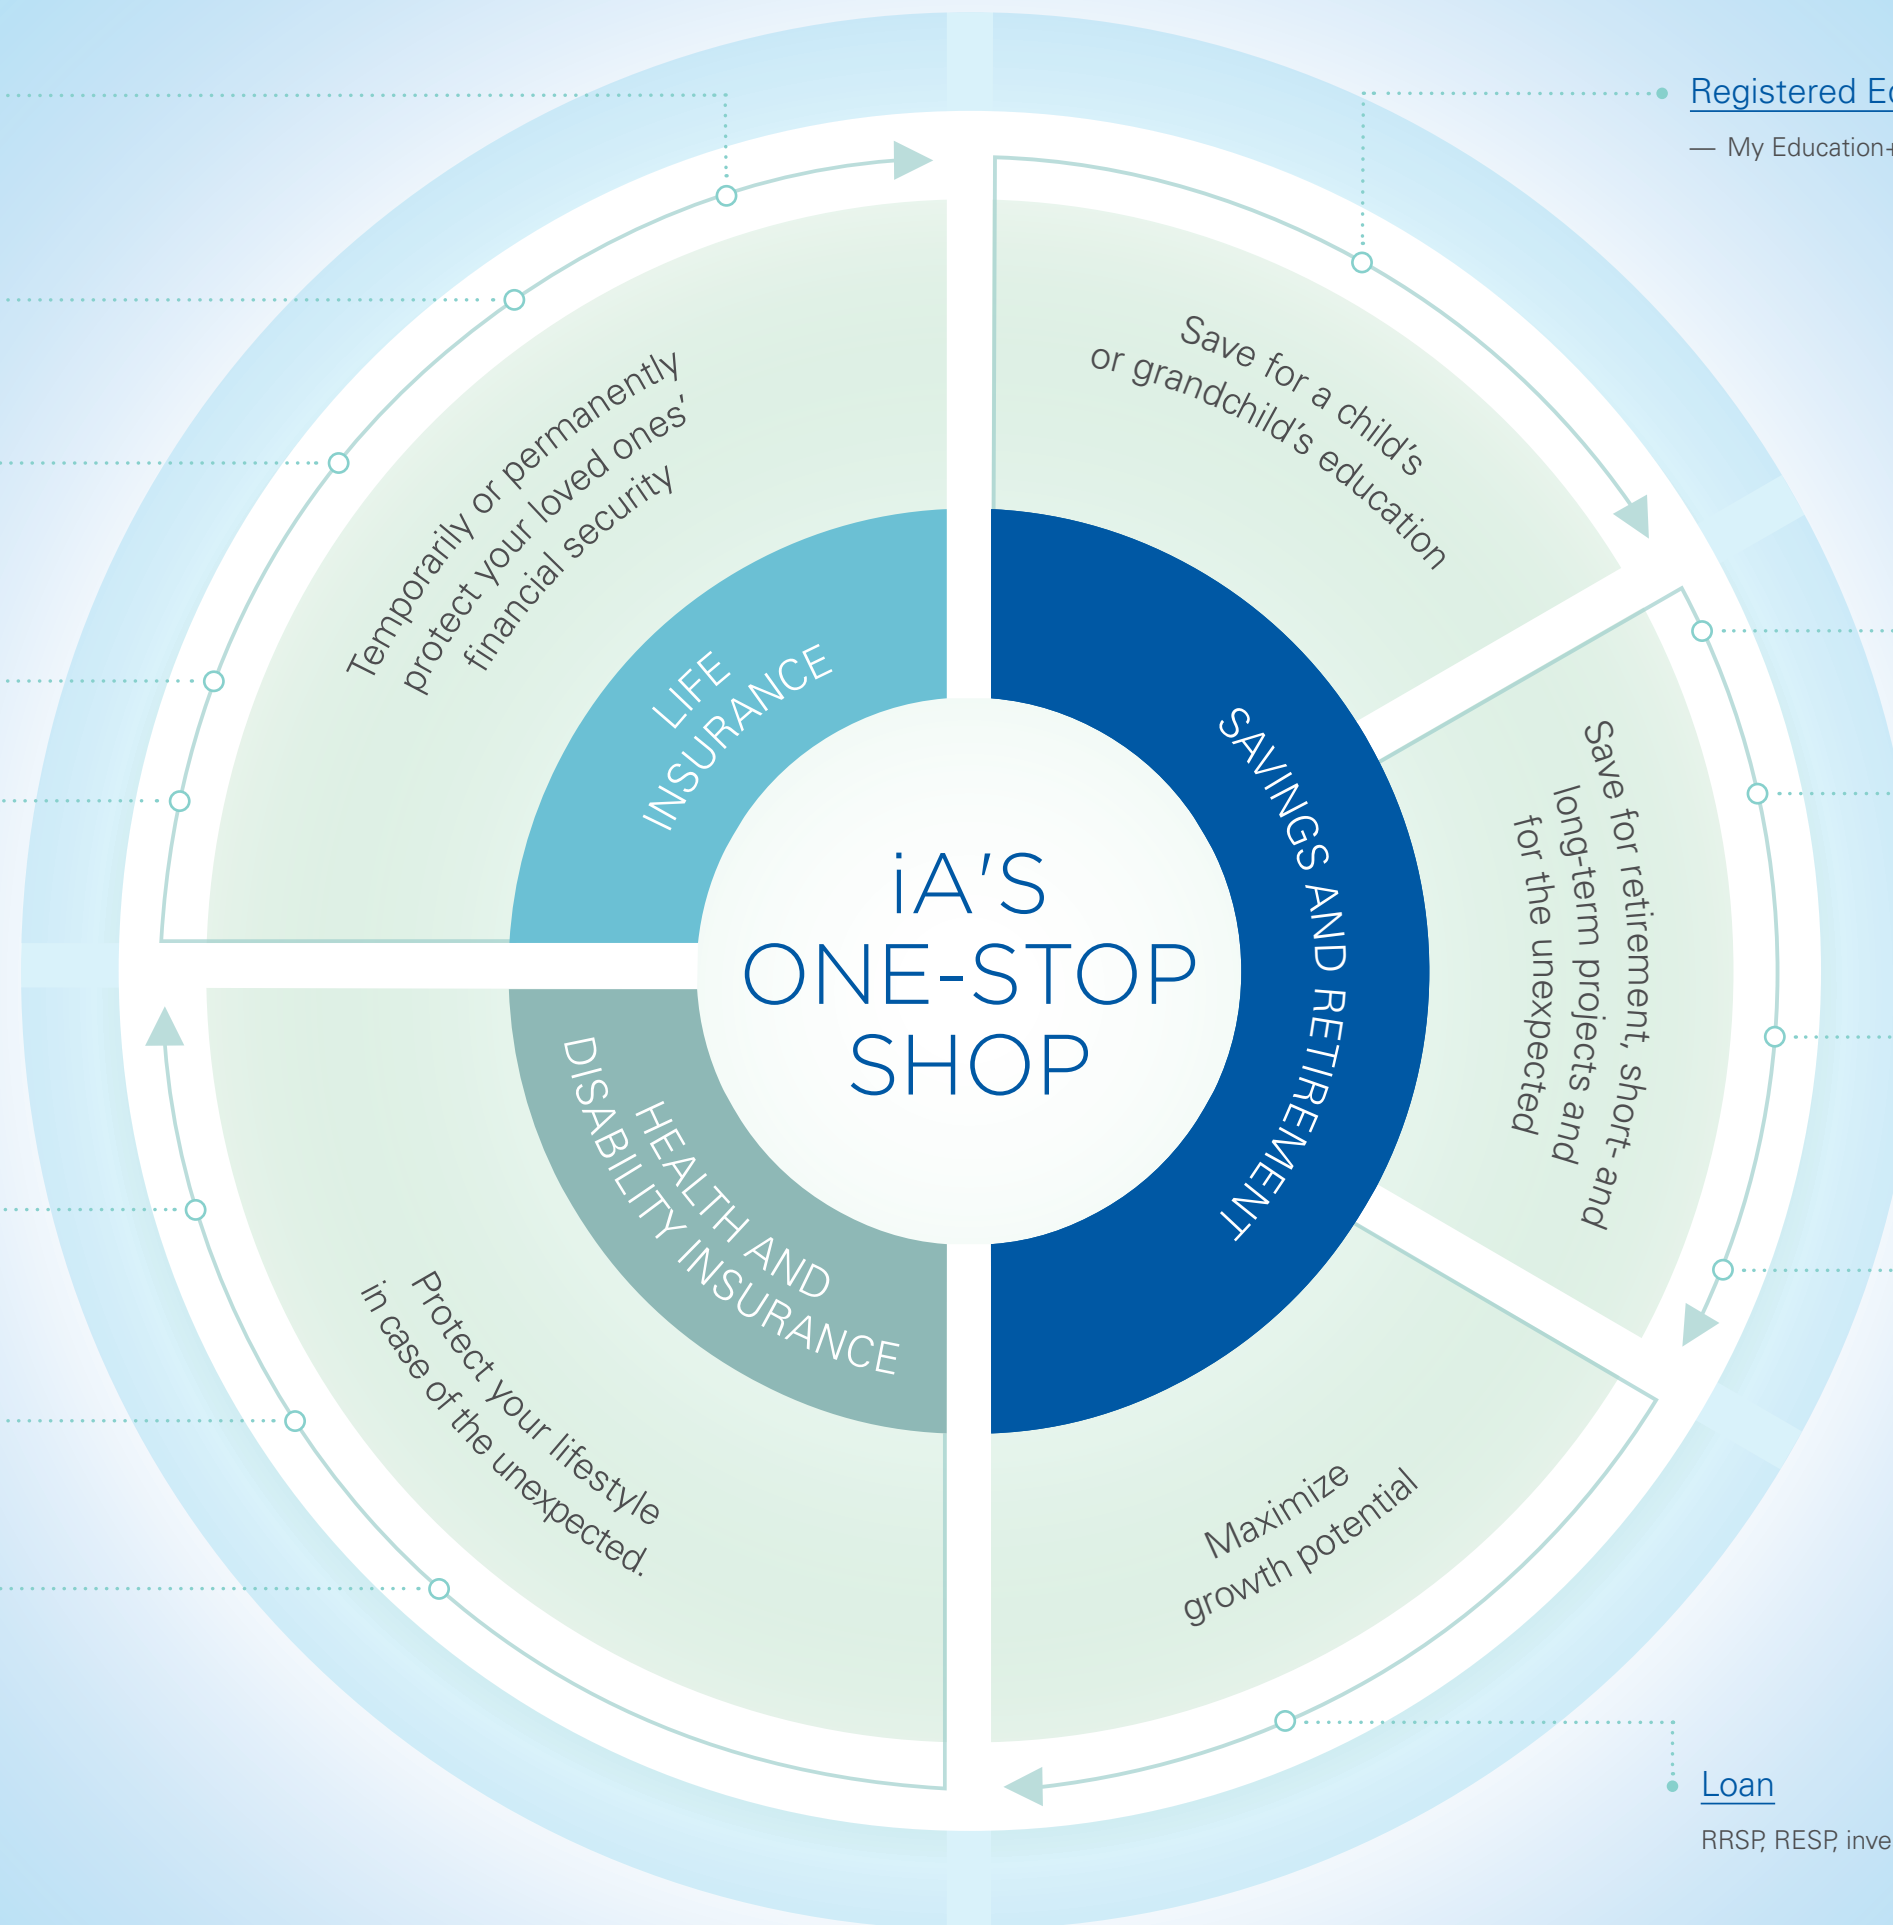 Registered
— My Education+
Temporarily or permanently
protect your loved ones'
financial security
Save for a child's
or grandchild's education
LIFE
INSURANCE
SAVINGS AND RETIREMENT
Save for retirement, short- and
long-term projects and
for the unexpected
iA'S
ONE-STOP
SHOP
HEALTH AND
DISABILITY INSURANCE
Protect your lifestyle
in case of the unexpected.
Maximize
growth potential
Loan
RRSP, RESP,